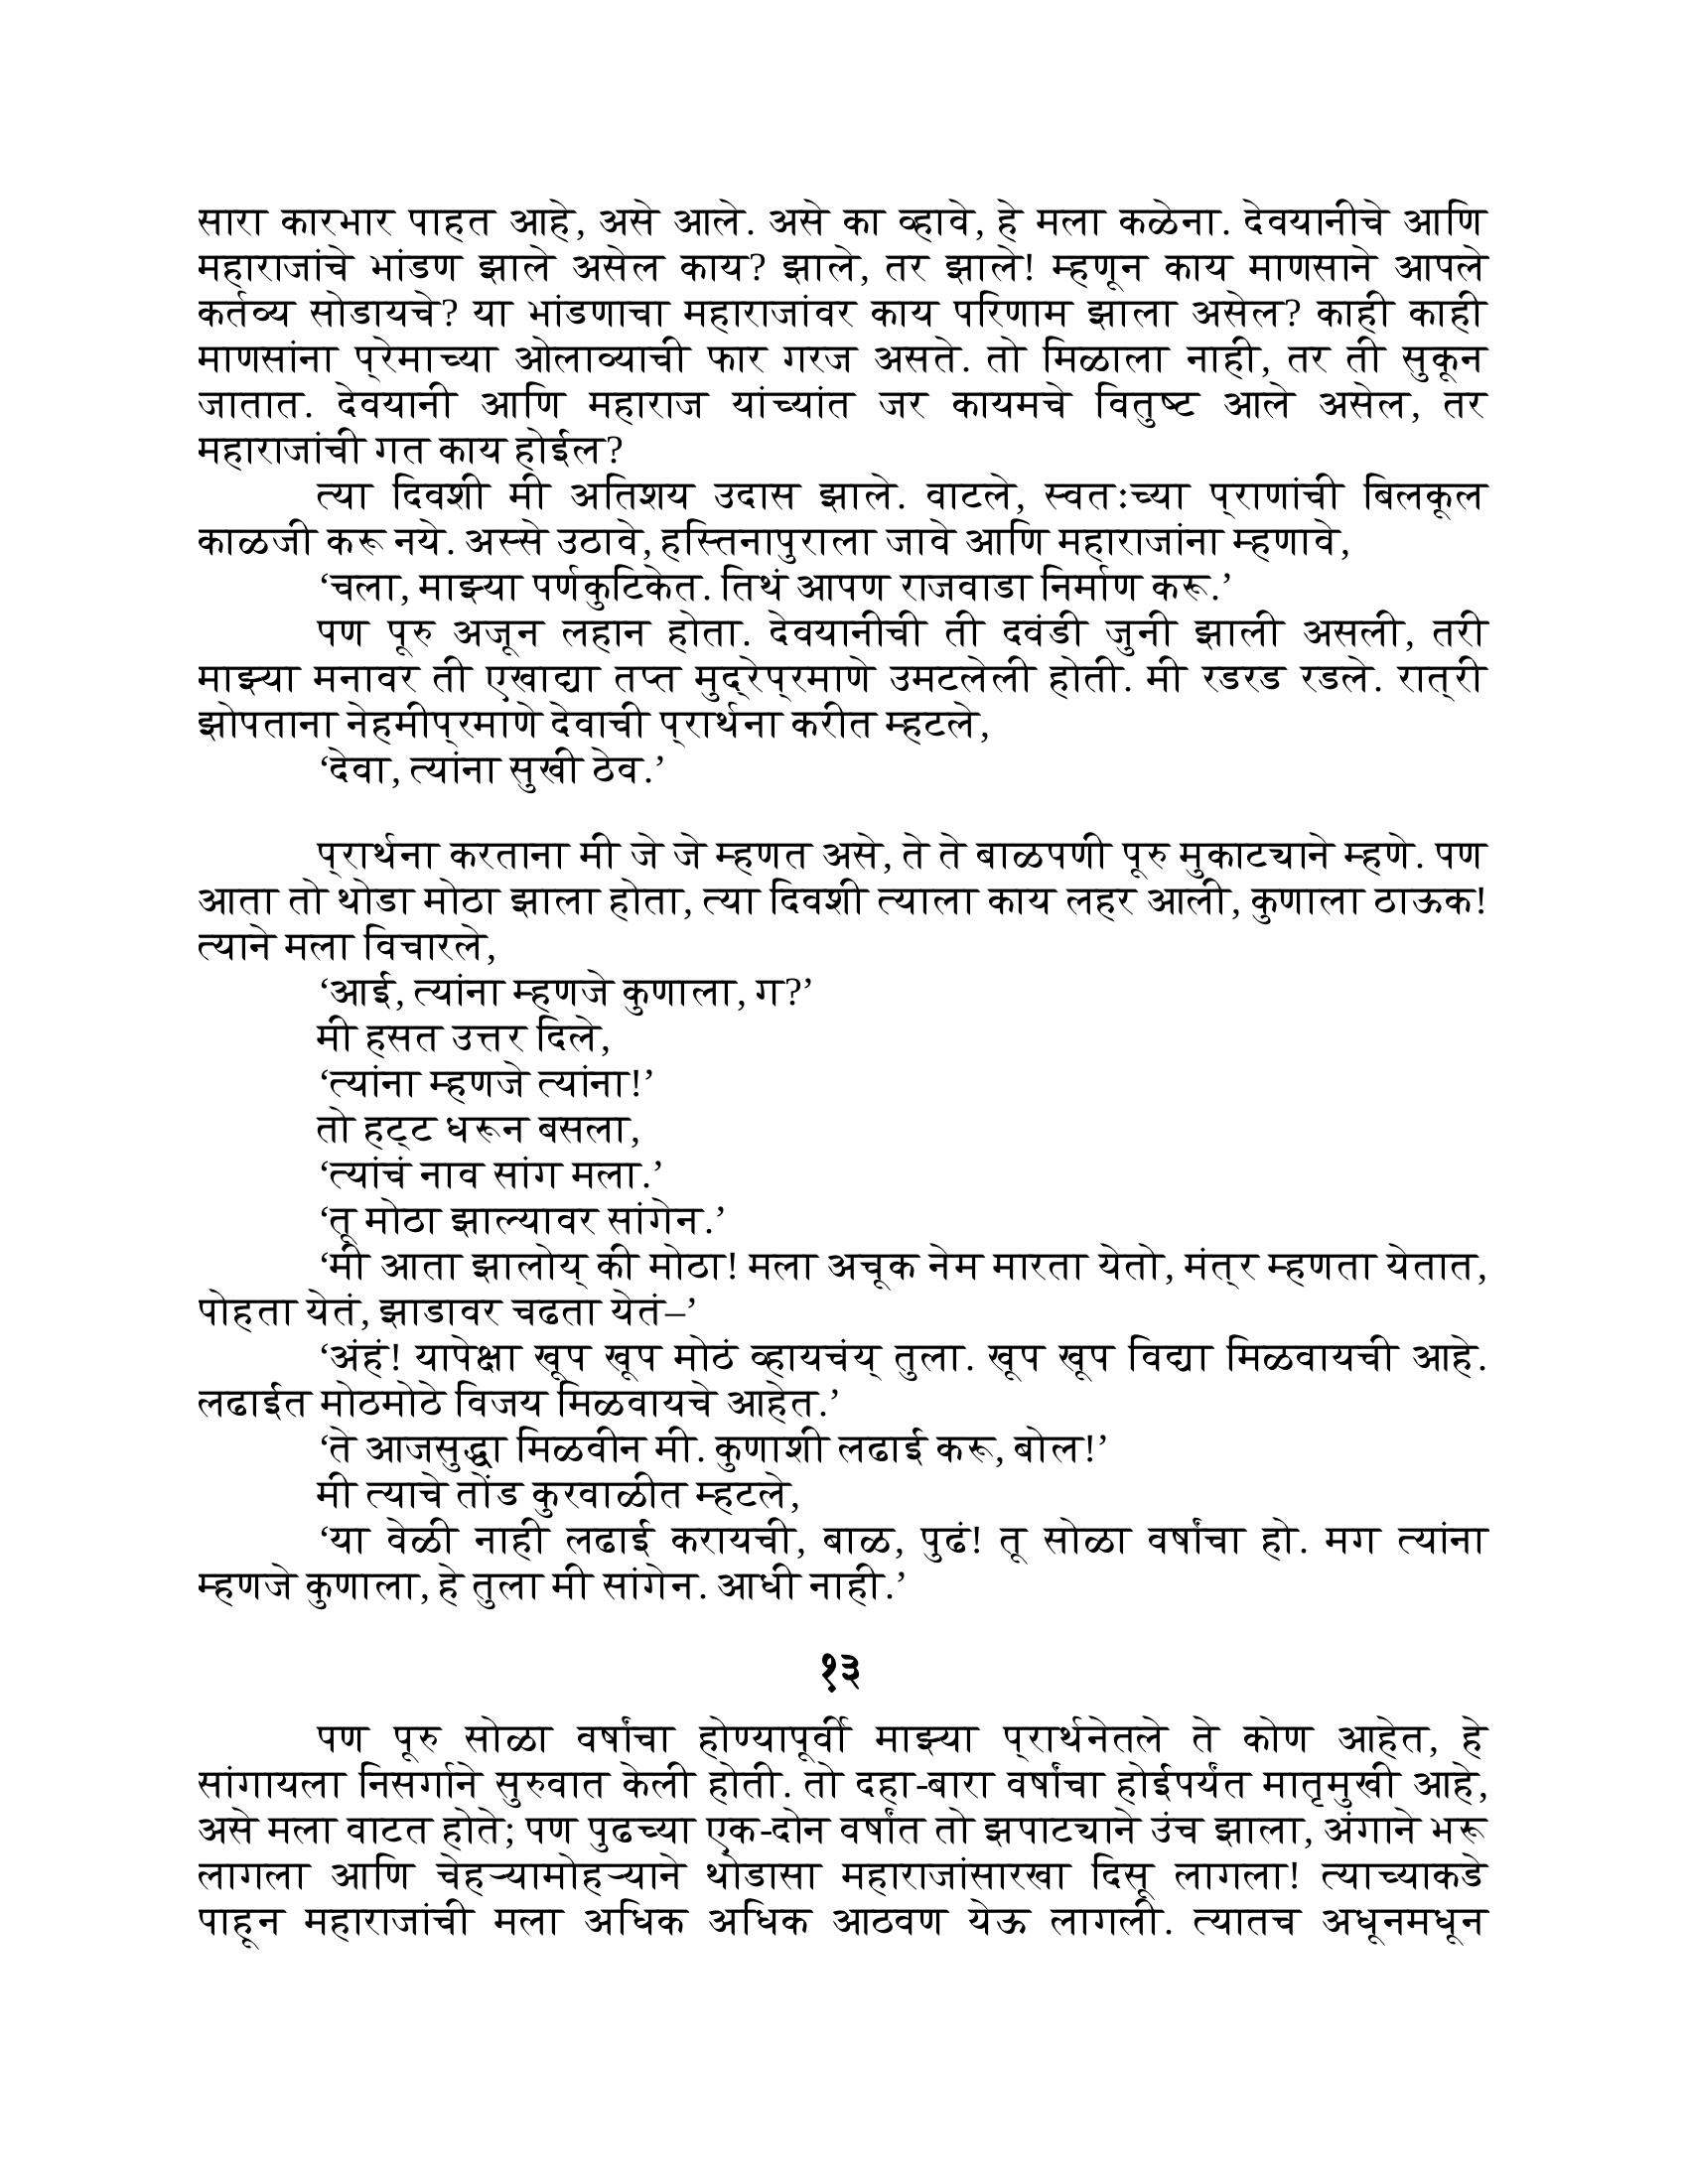 सारा कारभार पाहत आहे, असे आले. असे का व्हावे, हे मला कळेना. देवयानीचे आणि
महाराजांचे भांडण झाले असेल काय? झाले, तर झाले! म्हणून काय माणसाने आपले
कर्तव्य सोडायचे? या भांडणाचा महाराजांवर काय परिणाम झाला असेल? काही काही
माणसांना प्रेमाच्या ओलाव्याची फार गरज असते. तो मिळाला नाही, तर ती सुकून
जातात. देवयानी आणि महाराज यांच्यांत जर कायमचे वितुष्ट आले असेल, तर
महाराजांची गत काय होईल?
त्या दिवशी मी अतिशय उदास झाले. वाटले, स्वतःच्या प्राणांची बिलकूल
काळजी करू नये. अस्से उठावे, हस्तिनापुराला जावे आणि महाराजांना म्हणावे,
‘चला, माझ्या पर्णकुटिकेत. तिथं आपण राजवाडा निर्माण करू.’
पण पूरु अजून लहान होता. देवयानीची ती दवंडी जुनी झाली असली, तरी
माझ्या मनावर ती एखाद्या तप्त मुद्रेप्रमाणे उमटलेली होती. मी रडरड रडले. रात्री
झोपताना नेहमीप्रमाणे देवाची प्रार्थना करीत म्हटले,
‘देवा, त्यांना सुखी ठेव.’
प्रार्थना करताना मी जे जे म्हणत असे, ते ते बाळपणी पूरु मुकाट्याने म्हणे. पण
आता तो थोडा मोठा झाला होता, त्या दिवशी त्याला काय लहर आली, कुणाला ठाऊक!
त्याने मला विचारले,
‘आई, त्यांना म्हणजे कुणाला, ग?’
मी हसत उत्तर दिले,
‘त्यांना म्हणजे त्यांना!’
तो हट्ट धरून बसला,
‘त्यांचं नाव सांग मला.’
‘तू मोठा झाल्यावर सांगेन.’
‘मी आता झालोय् की मोठा! मला अचूक नेम मारता येतो, मंत्र म्हणता येतात,
पोहता येतं, झाडावर चढता येतं–’
‘अंहं! यापेक्षा खूप खूप मोठं व्हायचंय् तुला. खूप खूप विद्या मिळवायची आहे.
लढाईत मोठमोठे विजय मिळवायचे आहेत.’
‘ते आजसुद्धा मिळवीन मी. कुणाशी लढाई करू, बोल!’
मी त्याचे तोंड कुरवाळीत म्हटले,
‘या वेळी नाही लढाई करायची, बाळ, पुढं! तू सोळा वर्षांचा हो. मग त्यांना
म्हणजे कुणाला, हे तुला मी सांगेन. आधी नाही.’
१३
पण पूरु सोळा वर्षांचा होण्यापूर्वी माझ्या प्रार्थनेतले ते कोण आहेत, हे
सांगायला निसर्गाने सुरुवात केली होती. तो दहा-बारा वर्षांचा होईपर्यंत मातृमुखी आहे,
असे मला वाटत होते; पण पुढच्या एक-दोन वर्षांत तो झपाट्याने उंच झाला, अंगाने भरू
लागला आणि चेहऱ्यामोहऱ्याने थोडासा महाराजांसारखा दिसू लागला! त्याच्याकडे
पाहून महाराजांची मला अधिक अधिक आठवण येऊ लागली. त्यातच अधूनमधून